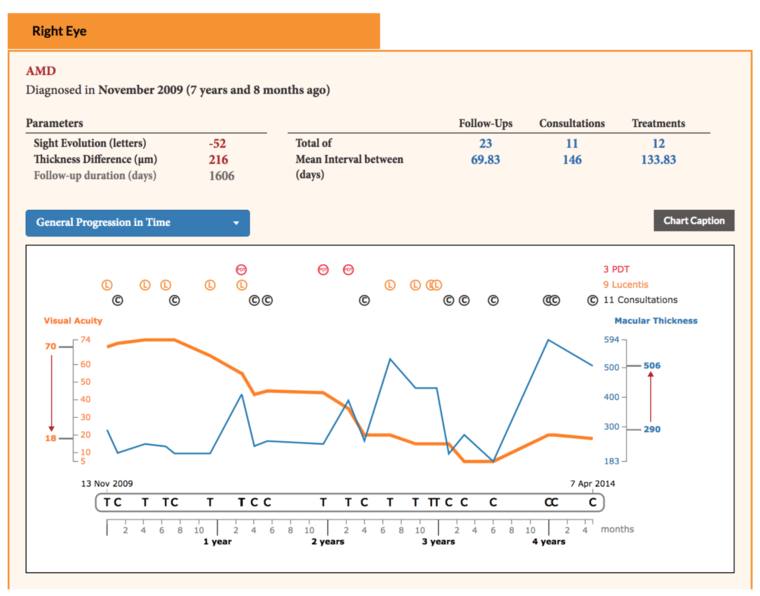 Right Eye
AMD
Diagnosed in November 2009 (7 years and 8 months ago)
Parameters
Sight Evolution (letters) -52
Thickness Difference (μm) 216
Follow-up duration (days) 1606
Follow-Ups Consultations Treatments
Total of 23 11 12
Mean Interval between 69.83 146 133.83
(days)
General Progression in Time
Chart Caption
PDT PDT PDT 3 PDT
L L L L L L L L L 9 Lucentis
C C C C C C C C C C C 11 Consultations
Visual Acuity Macular Thickness
70 74 594
60 500 506
50
40 400
30 300 290
18 20
10
5 183
13 Nov 2009 7 Apr 2014
T C T T C T T C C T T C T T T T C C C C C C
2 4 6 8 10 2 4 6 8 10 2 4 6 8 10 2 4 6 8 10 2 4 months
1 year 2 years 3 years 4 years